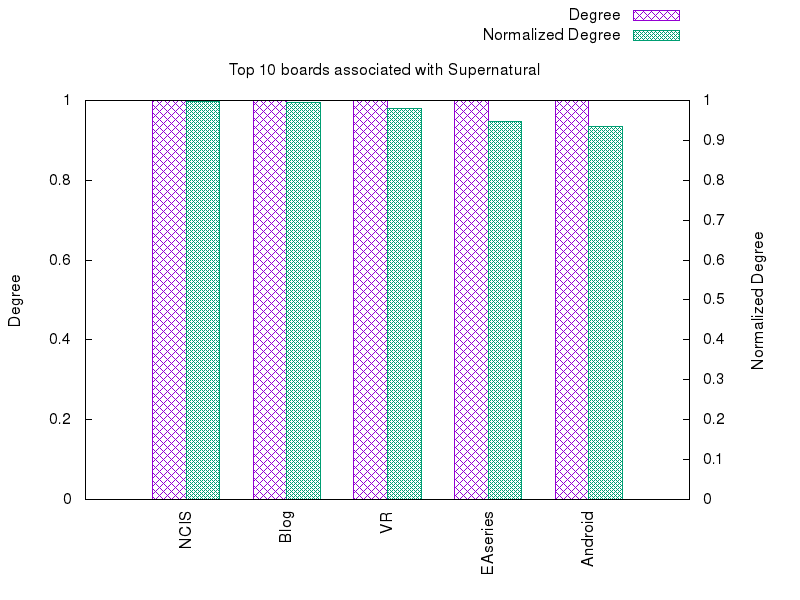 Degree
Normalized Degree
Top 10 boards associated with Supernatural
Degree
1
0.8
0.6
0.4
0.2
0
1
0.9
0.8
0.7
0.6
0.5
0.4
0.3
0.2
0.1
0
Normalized Degree
NCIS
Blog
VR
EAseries
Android